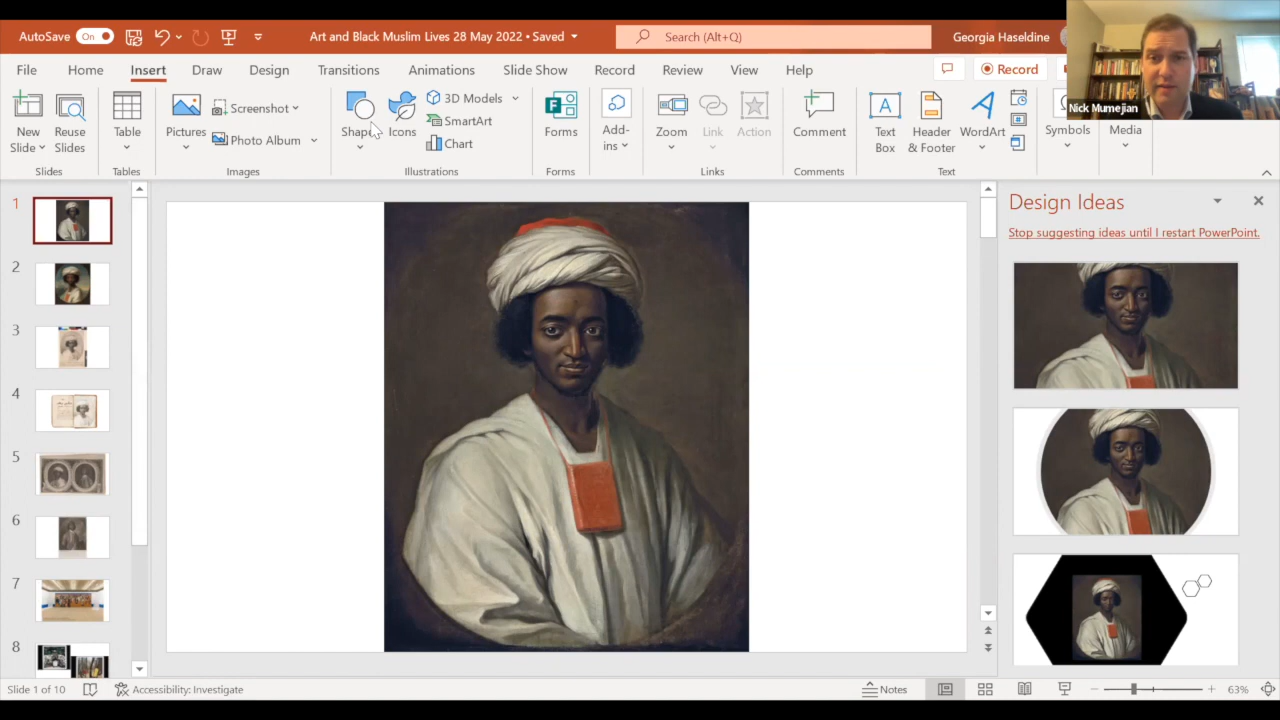 AutoSave On Art and Black Muslim Lives 28 May 2022 • Saved Search (Alt+Q) Georgia Haseldine
File Home Insert Draw Design Transitions Animations Slide Show Record Review View Help Record
Nick Mumejian
New Slide
Reuse Slides
Slides
Table
Tables
Pictures
Screenshot
Photo Album
Images
Shapes
Icons
3D Models
SmartArt
Chart
Illustrations
Forms
Forms
Add-ins
Zoom
Link
Action
Links
Comment
Comments
Text Box
Header & Footer
WordArt
Text
Symbols
Media
1
2
3
4
5
6
7
8
Design Ideas
Stop suggesting ideas until I restart PowerPoint.
Slide 1 of 10 Accessibility: Investigate Notes 63%